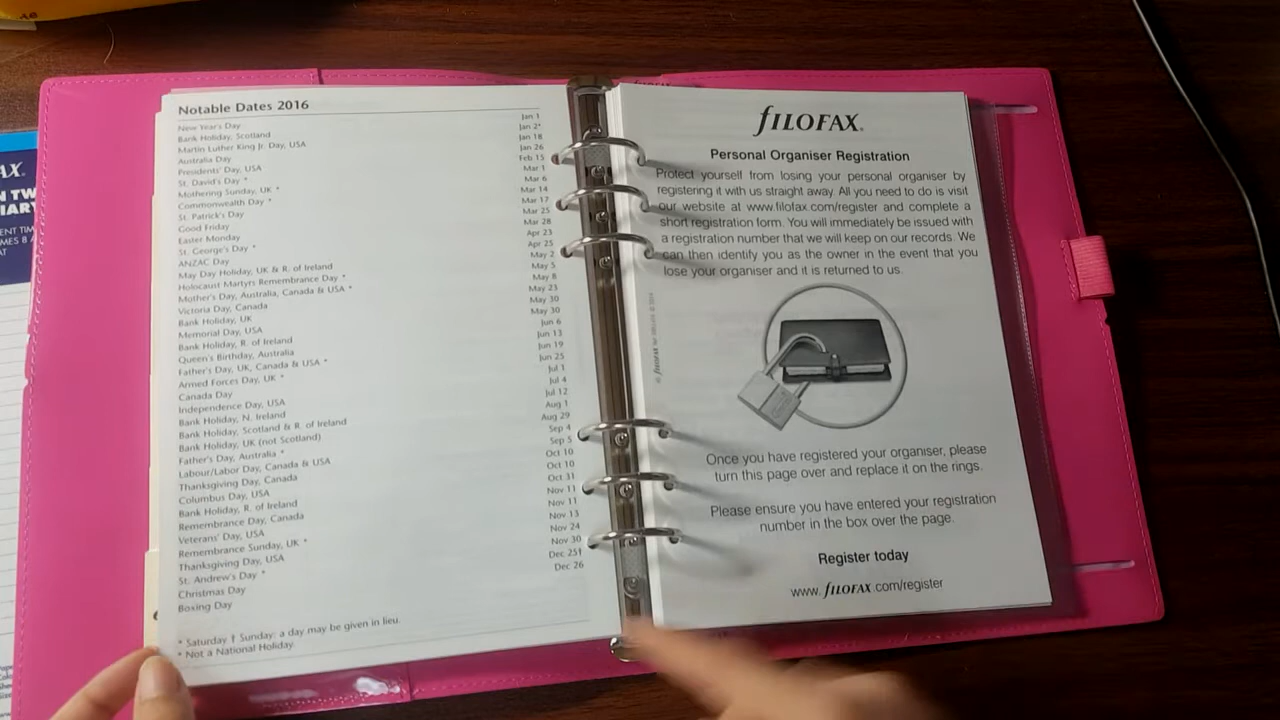 Notable Dates 2016
New Year's Day Jan 1
Bank Holiday, Scotland Jan 2*
Martin Luther King Jr. Day, USA Jan 18
Australia Day Jan 26
Presidents' Day, USA Feb 15
St. David's Day * Mar 1
Mothering Sunday, UK * Mar 6
Commonwealth Day * Mar 14
St. Patrick's Day Mar 17
Good Friday Mar 25
Easter Monday Mar 28
St. George's Day * Apr 23
ANZAC Day Apr 25
May Day Holiday, UK & R. of Ireland May 2
Holocaust Martyrs Remembrance Day * May 5
Mother's Day, Australia, Canada & USA * May 8
Victoria Day, Canada May 23
Bank Holiday, UK May 30
Memorial Day, USA May 30
Bank Holiday, R. of Ireland Jun 6
Queen's Birthday, Australia Jun 13
Father's Day, UK, Canada & USA * Jun 19
Armed Forces Day, UK * Jun 25
Canada Day Jul 1
Independence Day, USA Jul 4
Bank Holiday, N. Ireland Jul 12
Bank Holiday, Scotland & R. of Ireland Aug 1
Bank Holiday, UK (not Scotland) Aug 29
Father's Day, Australia * Sep 4
Labour/Labor Day, Canada & USA Sep 5
Thanksgiving Day, Canada Oct 10
Columbus Day, USA Oct 10
Bank Holiday, R. of Ireland Oct 31
Remembrance Day, Canada Nov 11
Veterans' Day, USA Nov 11
Remembrance Sunday, UK * Nov 13
Thanksgiving Day, USA Nov 24
St. Andrew's Day * Nov 30
Christmas Day Dec 25†
Boxing Day Dec 26
* Saturday † Sunday: a day may be given in lieu.
* Not a National Holiday.
FILOFAX
Personal Organiser Registration
Protect yourself from losing your personal organiser by
registering it with us straight away. All you need to do is visit
our website at www.filofax.com/register and complete a
short registration form. You will immediately be issued with
a registration number that we will keep on our records. We
can then identify you as the owner in the event that you
lose your organiser and it is returned to us.
Once you have registered your organiser, please
turn this page over and replace it on the rings.
Please ensure you have entered your registration
number in the box over the page.
Register today
www.FILOFAX.com/register